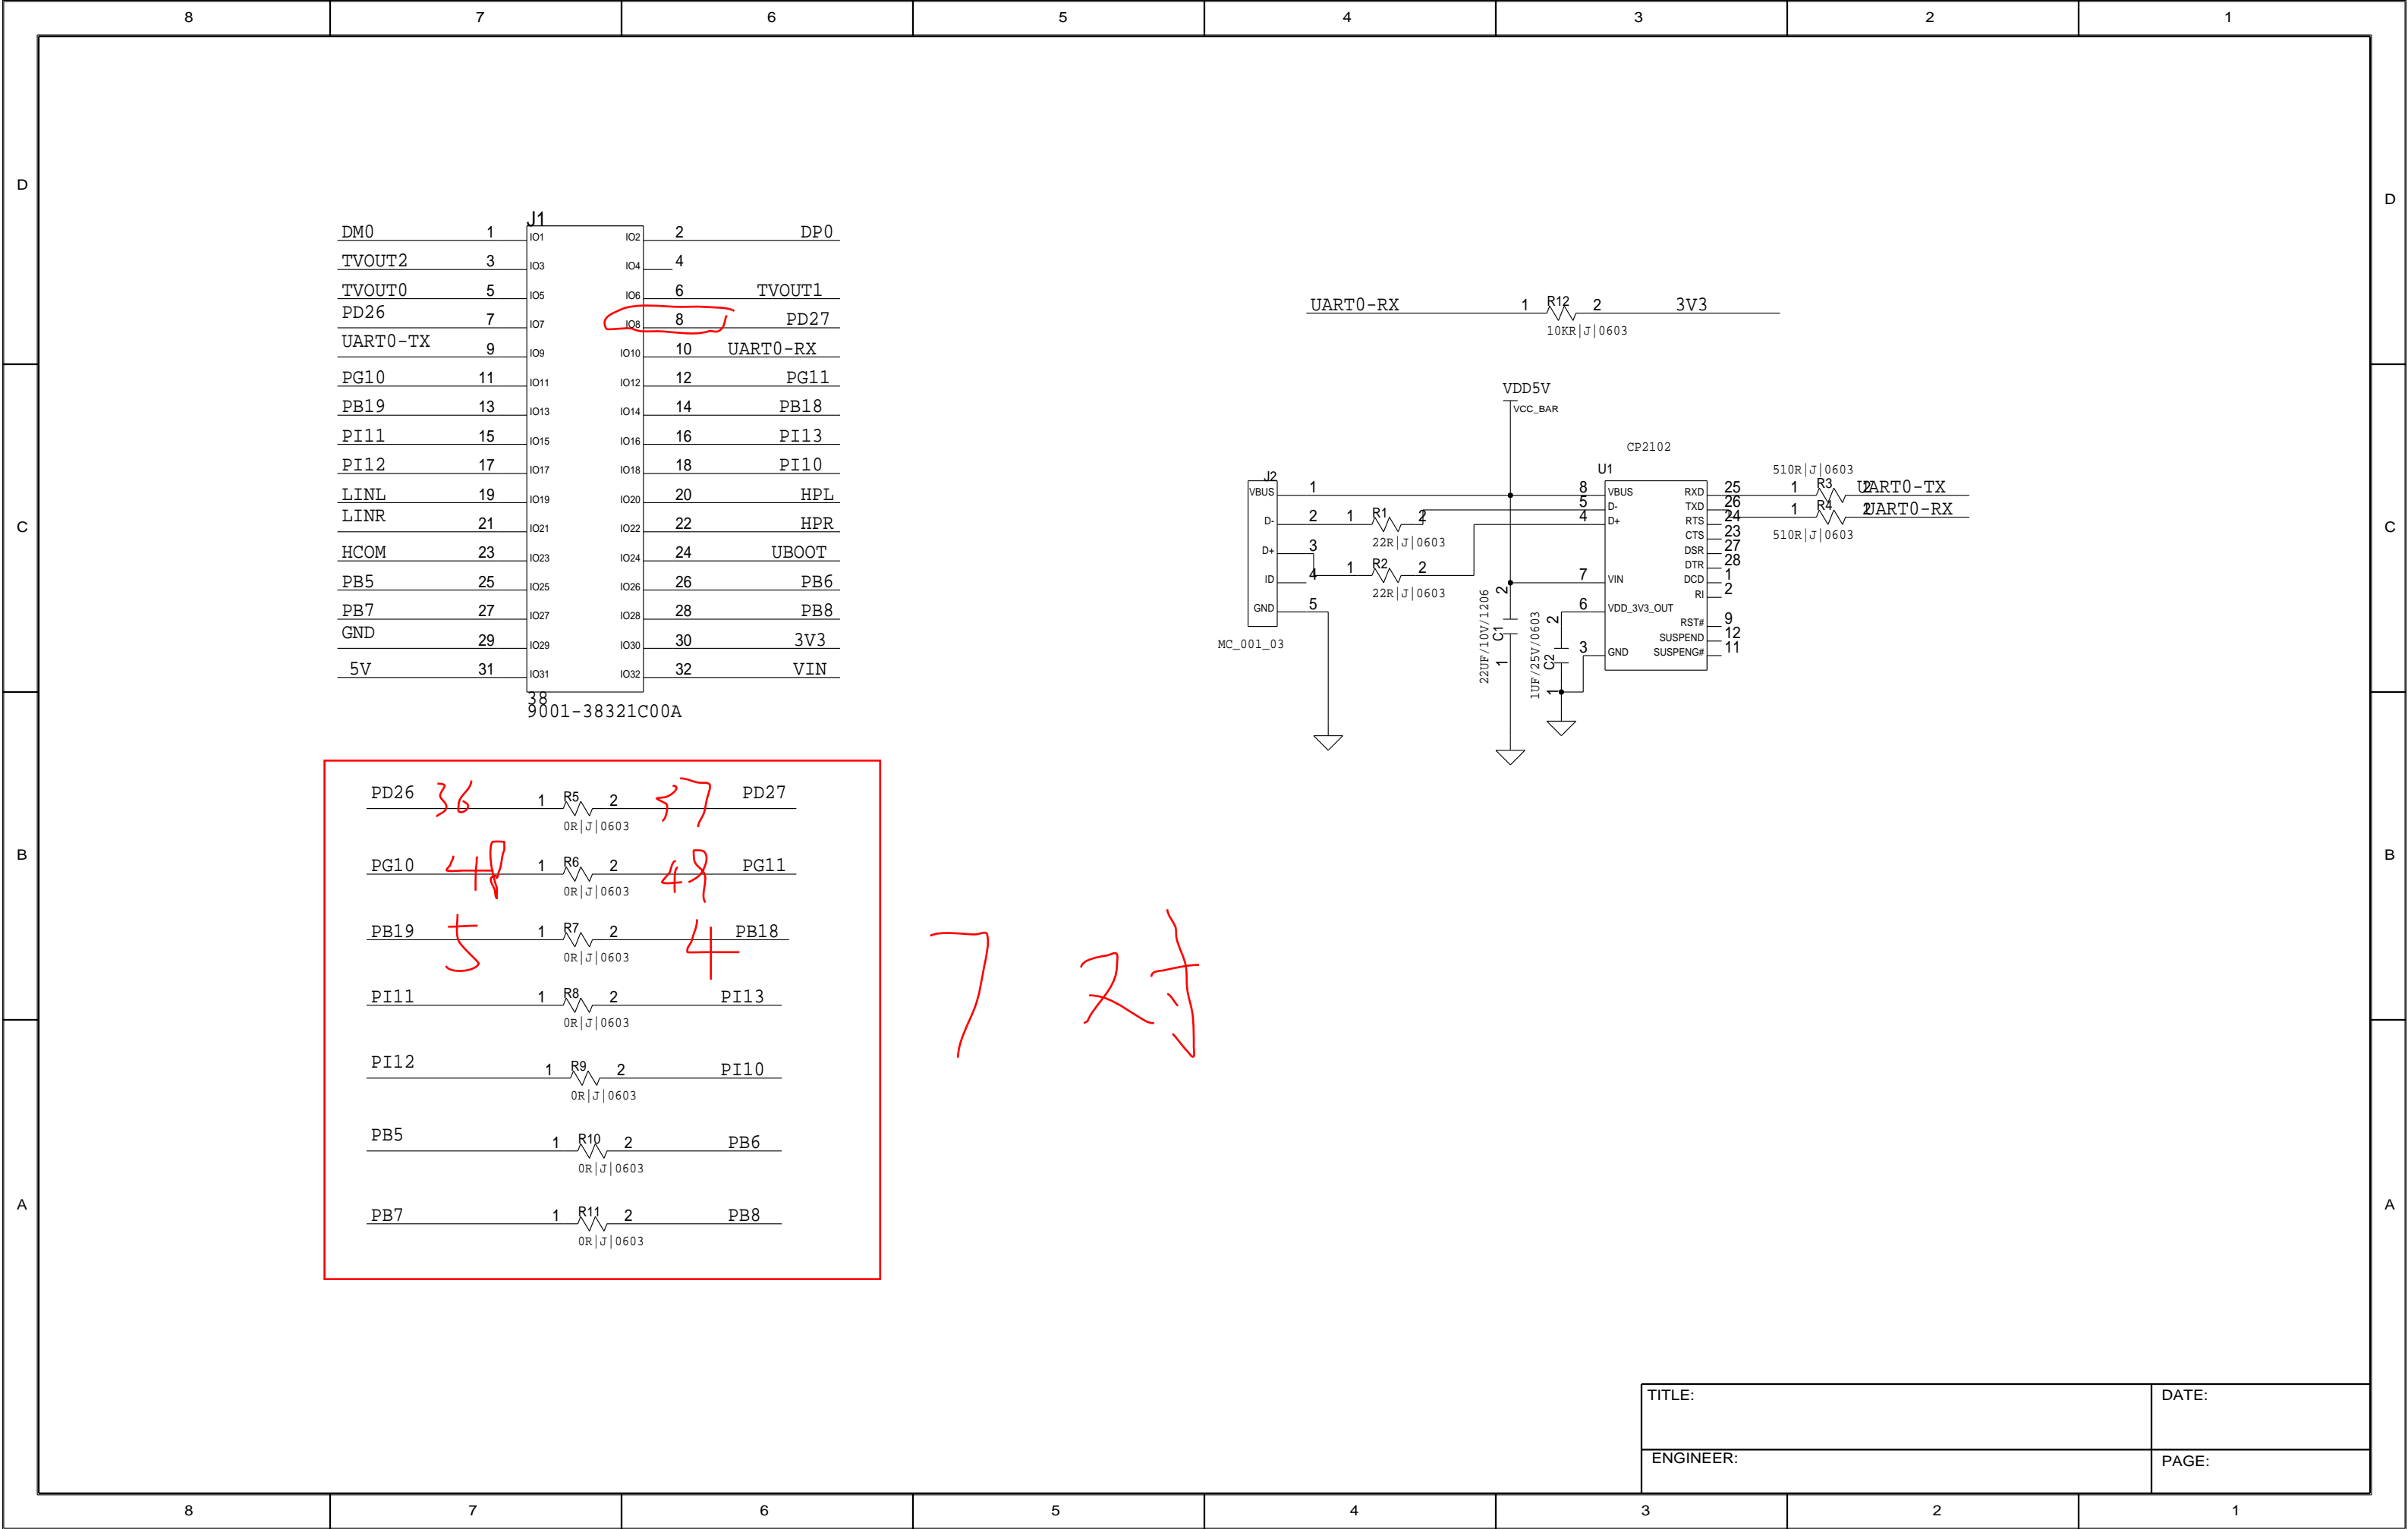 8 7 6 5 4 3 2 1
D D
C C
B B
A A
J1
DM0 1 IO1 IO2 2 DP0
TVOUT2 3 IO3 IO4 4
TVOUT0 5 IO5 IO6 6 TVOUT1
PD26 7 IO7 IO8 8 PD27
UART0-TX 9 IO9 IO10 10 UART0-RX
PG10 11 IO11 IO12 12 PG11
PB19 13 IO13 IO14 14 PB18
PI11 15 IO15 IO16 16 PI13
PI12 17 IO17 IO18 18 PI10
LINL 19 IO19 IO20 20 HPL
LINR 21 IO21 IO22 22 HPR
HCOM 23 IO23 IO24 24 UBOOT
PB5 25 IO25 IO26 26 PB6
PB7 27 IO27 IO28 28 PB8
GND 29 IO29 IO30 30 3V3
5V 31 IO31 IO32 32 VIN
38
9001-38321C00A
UART0-RX 1 R12 2 3V3
10KR|J|0603
VDD5V
VCC_BAR
CP2102
J2
VBUS 1
D- 2 1 R1 2
22R|J|0603
D+ 3
ID 4 1 R2 2
22R|J|0603
GND 5
MC_001_03
22UF/10V/1206 1 C1 2
1UF/25V/0603 1 C2 2
U1
8 VBUS RXD 25
5 D- TXD 26
4 D+ RTS 24
CTS 23
DSR 27
DTR 28
7 VIN DCD 1
RI 2
6 VDD_3V3_OUT
RST# 9
SUSPEND 12
3 GND SUSPENG# 11
510R|J|0603
1 R3 2 UART0-TX
1 R4 2 UART0-RX
510R|J|0603
PD26 36 1 R5 2 37 PD27
0R|J|0603
PG10 48 1 R6 2 49 PG11
0R|J|0603
PB19 5 1 R7 2 4 PB18
0R|J|0603
PI11 1 R8 2 PI13
0R|J|0603
PI12 1 R9 2 PI10
0R|J|0603
PB5 1 R10 2 PB6
0R|J|0603
PB7 1 R11 2 PB8
0R|J|0603
7 对
TITLE: DATE:
ENGINEER: PAGE:
8 7 6 5 4 3 2 1